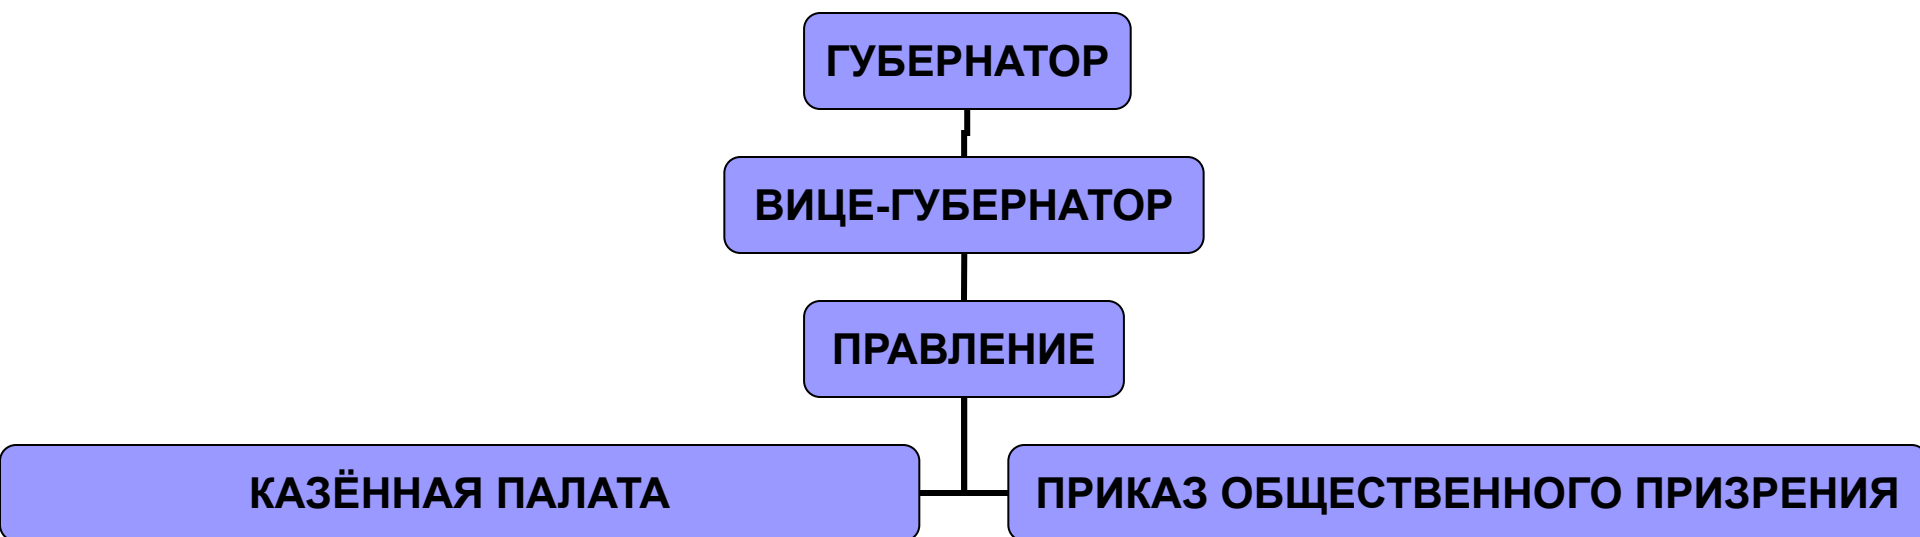 ГУБЕРНАТОР
ВИЦЕ-ГУБЕРНАТОР
ПРАВЛЕНИЕ
КАЗЁННАЯ ПАЛАТА
ПРИКАЗ ОБЩЕСТВЕННОГО ПРИЗРЕНИЯ